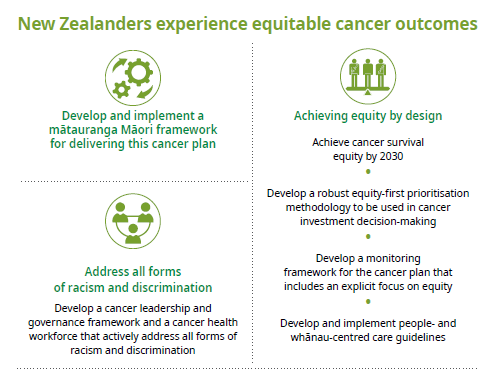 New Zealanders experience equitable cancer outcomes
Develop and implement a
mātauranga Māori framework
for delivering this cancer plan
Address all forms
of racism and discrimination
Develop a cancer leadership and
governance framework and a cancer health
workforce that actively address all forms of
racism and discrimination
Achieving equity by design
Achieve cancer survival
equity by 2030
•
Develop a robust equity-first prioritisation
methodology to be used in cancer
investment decision-making
•
Develop a monitoring
framework for the cancer plan that
includes an explicit focus on equity
•
Develop and implement people- and
whānau-centred care guidelines